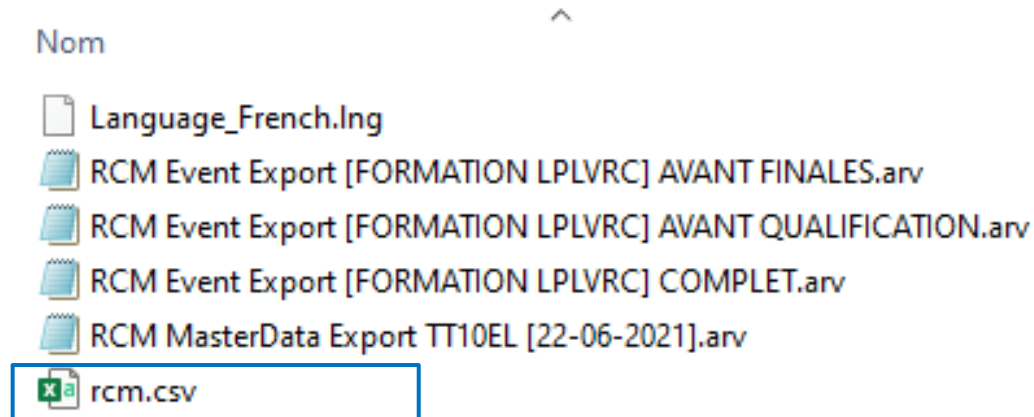 Nom
Language_French.lng
RCM Event Export [FORMATION LPLVRC] AVANT FINALES.arv
RCM Event Export [FORMATION LPLVRC] AVANT QUALIFICATION.arv
RCM Event Export [FORMATION LPLVRC] COMPLET.arv
RCM MasterData Export TT10EL [22-06-2021].arv
rcm.csv